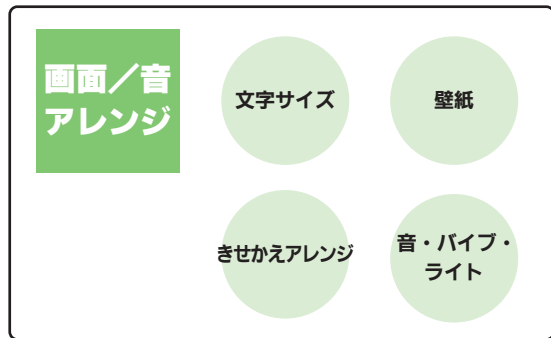 画面／音
アレンジ
文字サイズ
壁紙
きせかえアレンジ
音・バイブ・
ライト